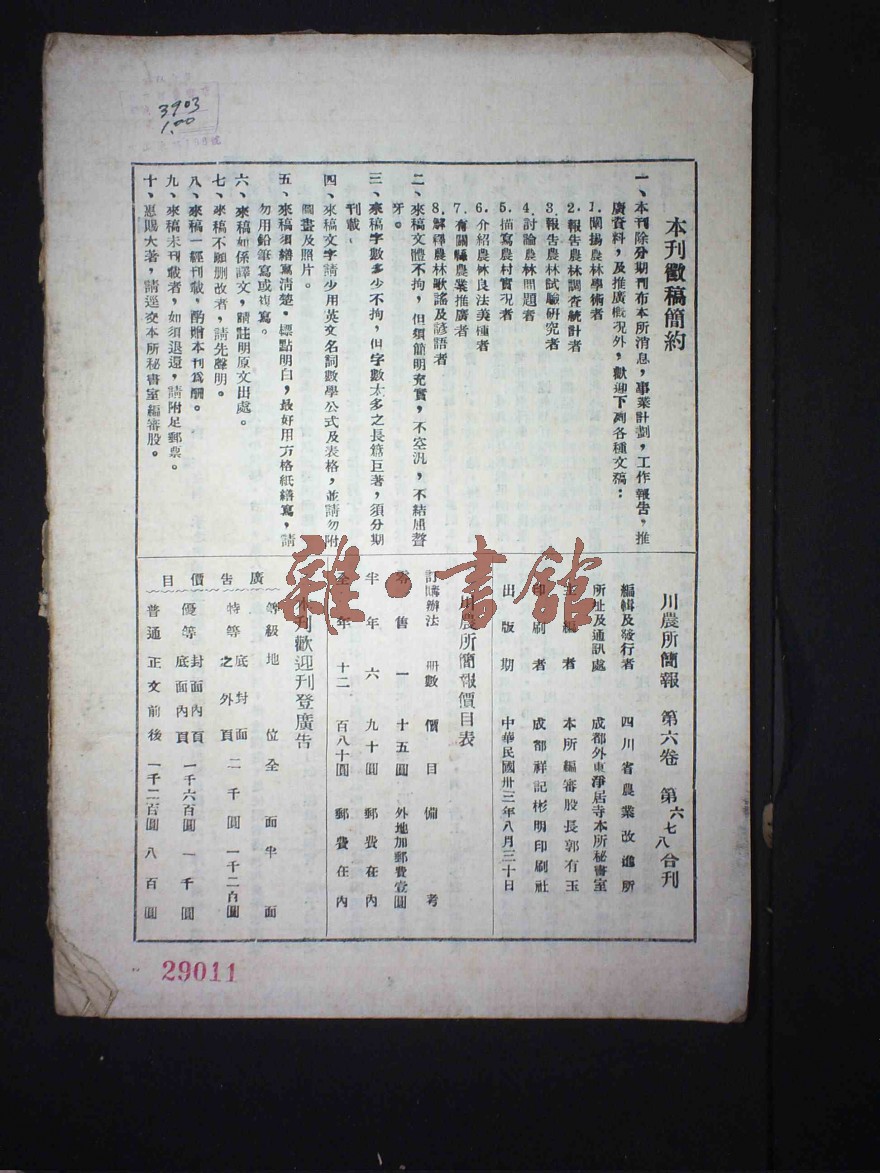 3903
1.00
本刊徵稿簡約
一、本刊除分期刊布本所消息，事業計劃，工作報告，推
廣資料，及推廣概況外，歡迎下列各種文稿：
1.闡揚農林學術者
2.報告農林調查統計者
3.報告農林試驗研究者
4.討論農林問題者
5.描寫農村實況者
6.介紹農林良法美種者
7.有關縣農業推廣者
8.解釋農林歌謠及諺語者
二、來稿文體不拘，但須簡明充實，不空汎，不結屈聱
牙。
三、來稿字數多少不拘，但字數太多之長篇巨著，須分期
刊載、
四、來稿文字請少用英文名詞數學公式及表格，並請勿附
圖畫及照片。
五、來稿須繕寫清楚。標點明白，最好用方格紙繕寫，請
勿用鉛筆寫或複寫。
六、來稿如係譯文，請註明原文出處。
七、來稿不願刪改者，請先聲明。
八、來稿一經刊載，酌贈本刊為酬。
九、來稿未刊載者，如須退還，請附足郵票。
十、惠賜大著，請逕交本所秘書室編審股。
川農所簡報 第六卷 第六七八合刊
編輯及發行者 四川省農業改進所
所址及通訊處 成都外東淨居寺本所秘書室
主編者 本所編審股長郭有玉
印刷者 成都祥記彬明印刷社
出版期 中華民國卅三年八月三十日
川農所簡報價目表
訂購辦法 冊數 價目 備考
零售 一 十五圓 外地加郵費壹圓
半年 六 九十圓 郵費在內
全年 十二 百八十圓 郵費在內
本刊歡迎刊登廣告
廣告價目
等級 地位 全面 半面
特等 底封面之外頁 二千圓 一千二百圓
優等 封面內頁底面內頁 一千六百圓 一千圓
普通 正文前後 一千二百圓 八百圓
29011
雜·書館